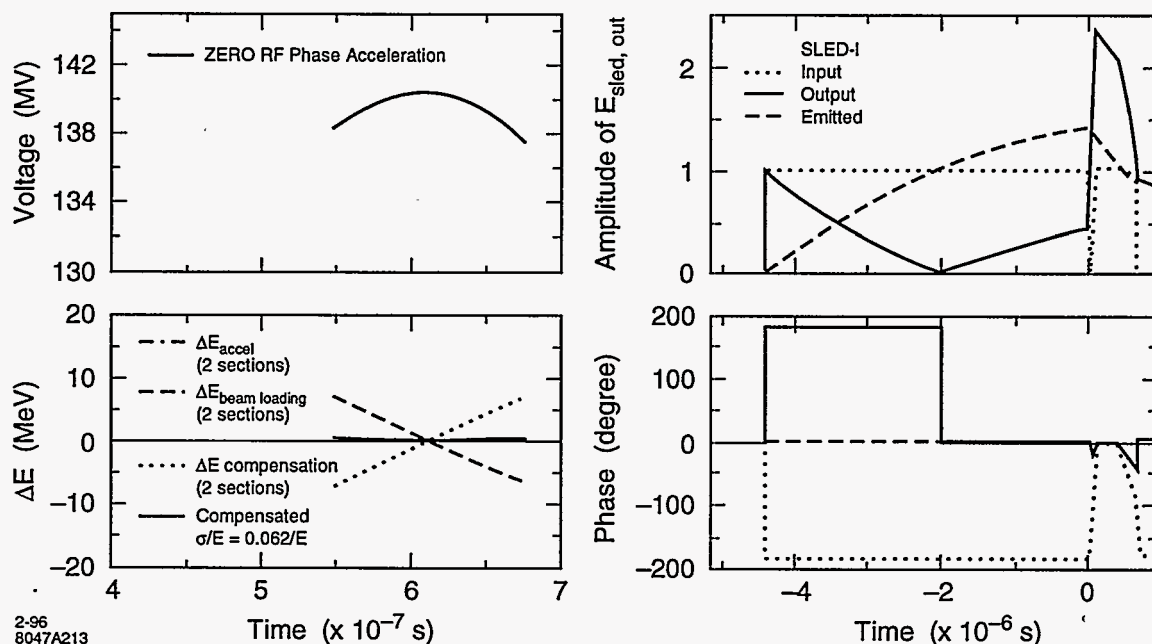 142
138
134
130
Voltage (MV)
ZERO RF Phase Acceleration
2
1
0
Amplitude of E_sled, out
SLED-I
Input
Output
Emitted
20
10
0
−10
−20
ΔE (MeV)
ΔE_accel
(2 sections)
ΔE_beam loading
(2 sections)
ΔE compensation
(2 sections)
Compensated
σ/E = 0.062/E
4
5
6
7
Time (x 10⁻⁷ s)
200
100
0
−100
−200
Phase (degree)
−4
−2
0
Time (x 10⁻⁶ s)
2-96
8047A213